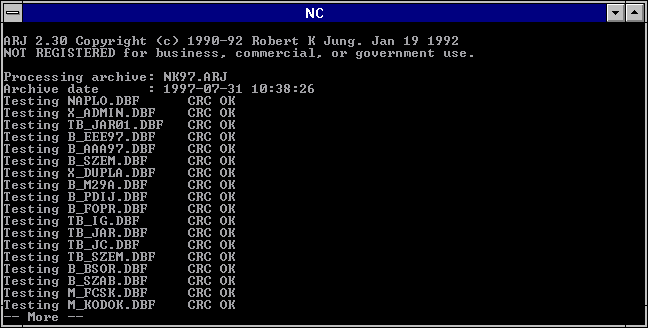 NC
ARJ 2.30 Copyright (c) 1990-92 Robert K Jung. Jan 19 1992
NOT REGISTERED for business, commercial, or government use.
Processing archive: NK97.ARJ
Archive date      : 1997-07-31 10:38:26
Testing NAPLO.DBF      CRC OK
Testing X_ADMIN.DBF    CRC OK
Testing TB_JAR01.DBF   CRC OK
Testing B_EEE97.DBF    CRC OK
Testing B_AAA97.DBF    CRC OK
Testing B_SZEM.DBF     CRC OK
Testing X_DUPLA.DBF    CRC OK
Testing B_M29A.DBF     CRC OK
Testing B_PDIJ.DBF     CRC OK
Testing B_FOPR.DBF     CRC OK
Testing TB_IG.DBF      CRC OK
Testing TB_JAR.DBF     CRC OK
Testing TB_JC.DBF      CRC OK
Testing TB_SZEM.DBF    CRC OK
Testing B_BSOR.DBF     CRC OK
Testing B_SZAB.DBF     CRC OK
Testing M_FCSK.DBF     CRC OK
Testing M_KODOK.DBF    CRC OK
-- More --